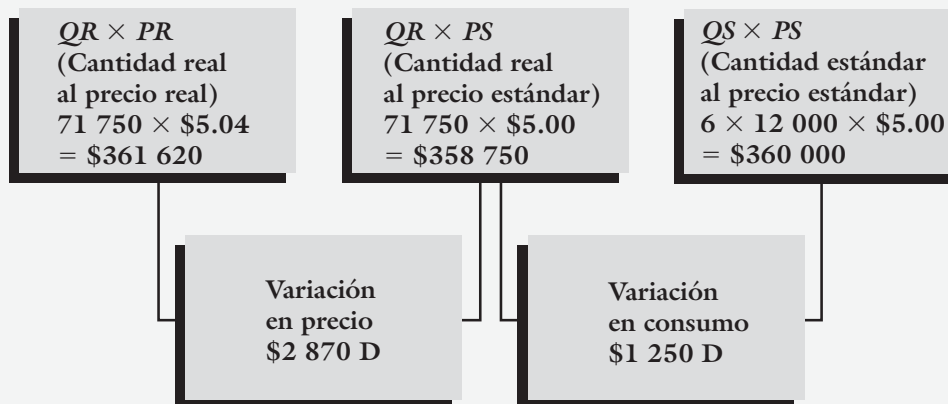 QR × PR
(Cantidad real
al precio real)
71 750 × $5.04
= $361 620
QR × PS
(Cantidad real
al precio estándar)
71 750 × $5.00
= $358 750
QS × PS
(Cantidad estándar
al precio estándar)
6 × 12 000 × $5.00
= $360 000
Variación
en precio
$2 870 D
Variación
en consumo
$1 250 D